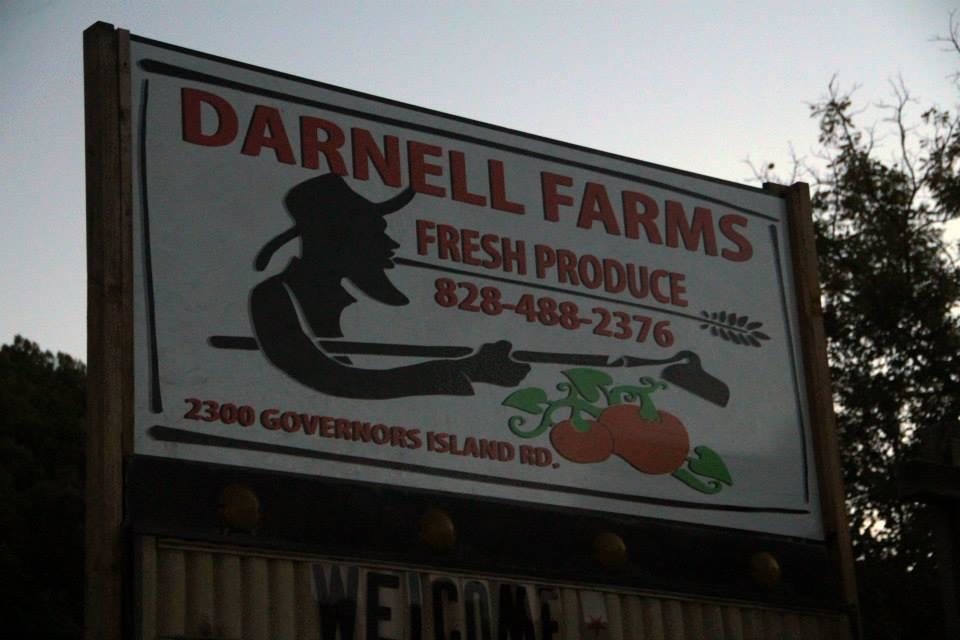 DARNELL FARMS
FRESH PRODUCE
828-488-2376
2300 GOVERNORS ISLAND RD.
WELCOME